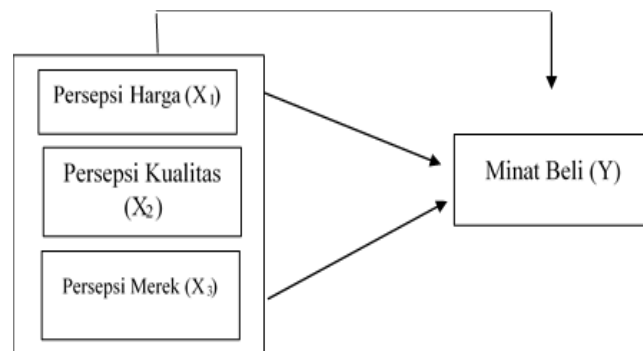 Persepsi Harga (X₁)
Persepsi Kualitas
(X₂)
Persepsi Merek (X₃)
Minat Beli (Y)